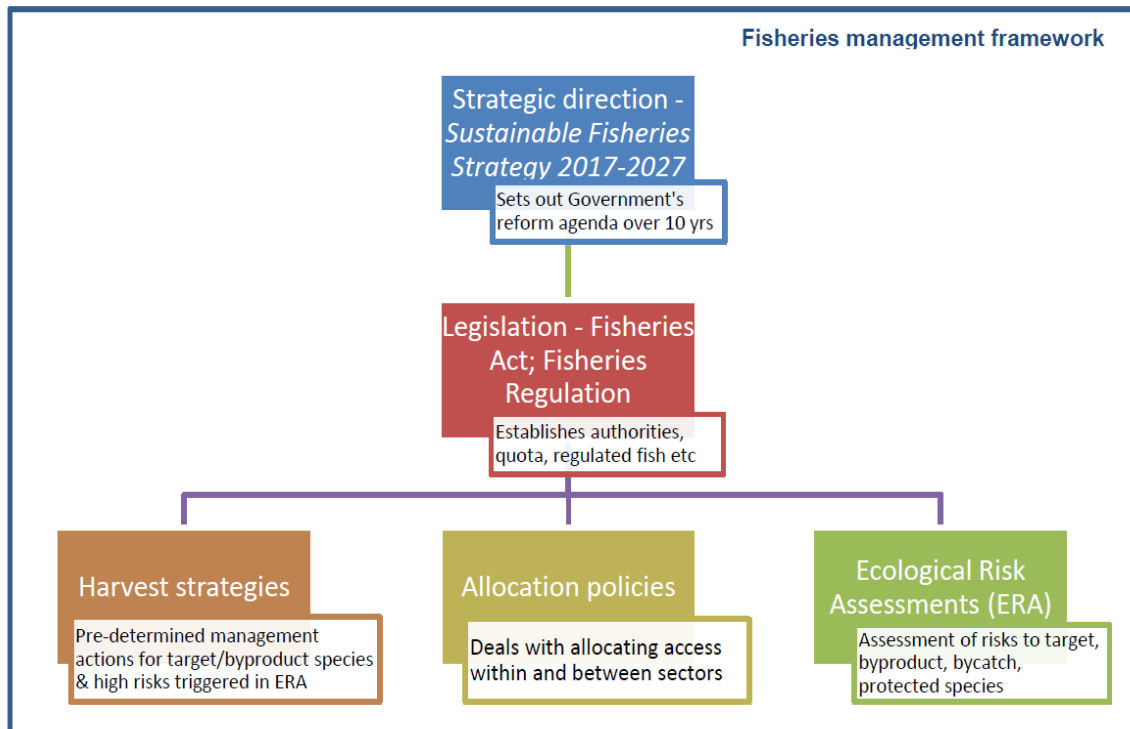 Fisheries management framework
Strategic direction -
Sustainable Fisheries
Strategy 2017-2027
Sets out Government's
reform agenda over 10 yrs
Legislation - Fisheries
Act; Fisheries
Regulation
Establishes authorities,
quota, regulated fish etc
Harvest strategies
Pre-determined management
actions for target/byproduct species
& high risks triggered in ERA
Allocation policies
Deals with allocating access
within and between sectors
Ecological Risk
Assessments (ERA)
Assessment of risks to target,
byproduct, bycatch,
protected species